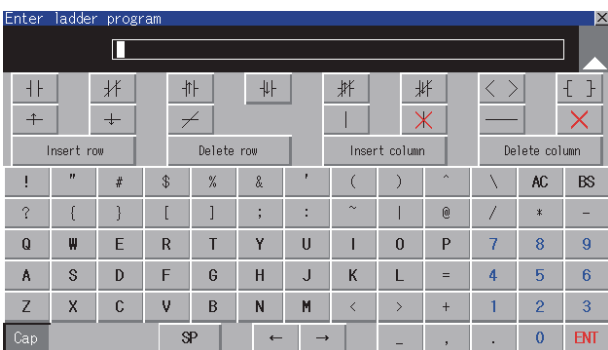 Enter ladder program X
< > { }
Insert row Delete row Insert column Delete column
! " # $ % & ' ( ) ^ \ AC BS
? { } [ ] ; : ~ | @ / * -
Q W E R T Y U I O P 7 8 9
A S D F G H J K L = 4 5 6
Z X C V B N M < > + 1 2 3
Cap SP ← → _ , . 0 ENT